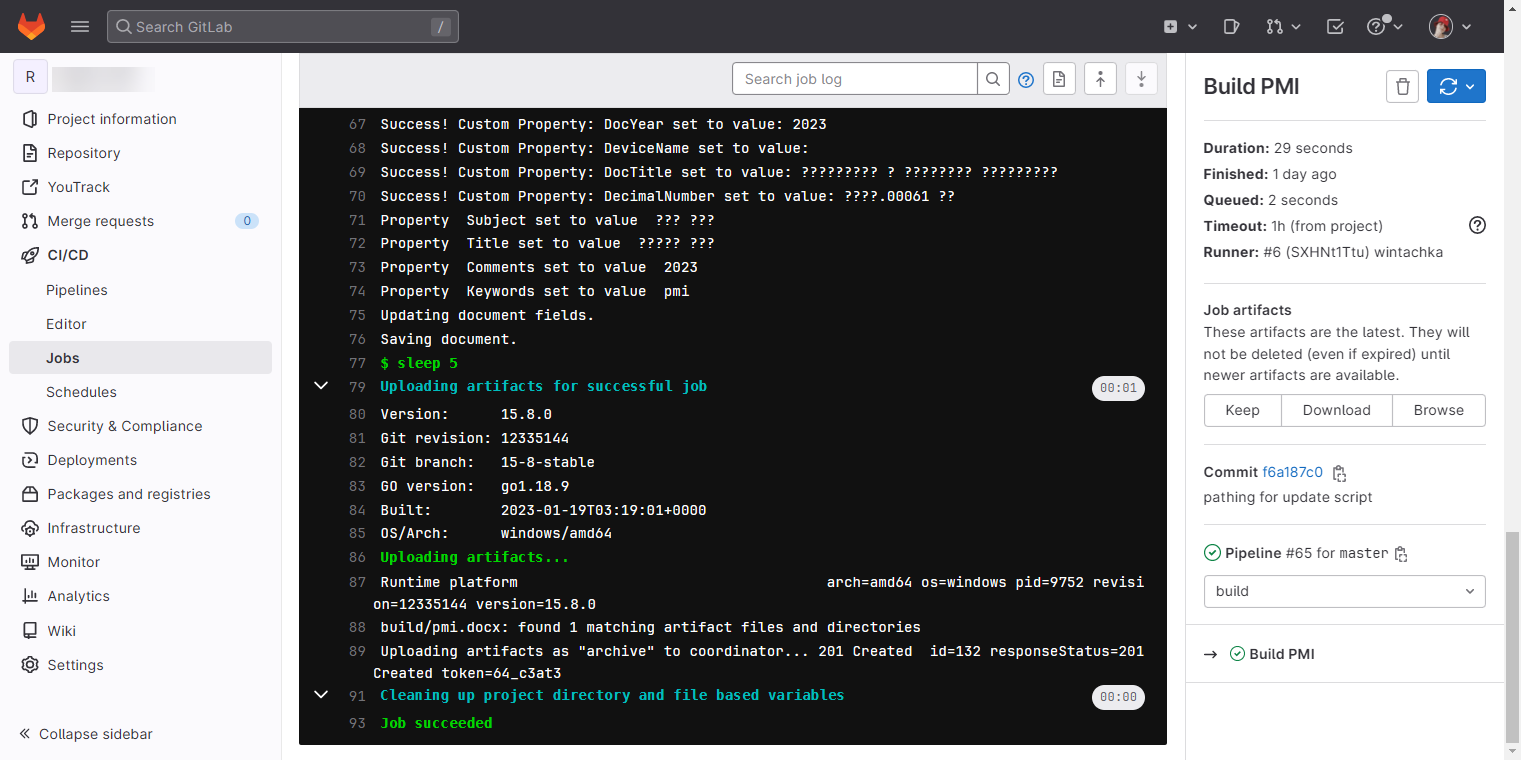 Search GitLab
/
R
Project information
Repository
YouTrack
Merge requests
0
CI/CD
Pipelines
Editor
Jobs
Schedules
Security & Compliance
Deployments
Packages and registries
Infrastructure
Monitor
Analytics
Wiki
Settings
Collapse sidebar
Search job log
67 Success! Custom Property: DocYear set to value: 2023
68 Success! Custom Property: DeviceName set to value:
69 Success! Custom Property: DocTitle set to value: ????????? ? ???????? ?????????
70 Success! Custom Property: DecimalNumber set to value: ????.00061 ??
71 Property  Subject set to value  ??? ???
72 Property  Title set to value  ????? ???
73 Property  Comments set to value  2023
74 Property  Keywords set to value  pmi
75 Updating document fields.
76 Saving document.
77 $ sleep 5
79 Uploading artifacts for successful job
00:01
80 Version:      15.8.0
81 Git revision: 12335144
82 Git branch:   15-8-stable
83 GO version:   go1.18.9
84 Built:        2023-01-19T03:19:01+0000
85 OS/Arch:      windows/amd64
86 Uploading artifacts...
87 Runtime platform                                    arch=amd64 os=windows pid=9752 revisi
on=12335144 version=15.8.0
88 build/pmi.docx: found 1 matching artifact files and directories
89 Uploading artifacts as "archive" to coordinator... 201 Created  id=132 responseStatus=201
Created token=64_c3at3
91 Cleaning up project directory and file based variables
00:00
93 Job succeeded
Build PMI
Duration: 29 seconds
Finished: 1 day ago
Queued: 2 seconds
Timeout: 1h (from project)
Runner: #6 (SXHNt1Ttu) wintachka
Job artifacts
These artifacts are the latest. They will
not be deleted (even if expired) until
newer artifacts are available.
Keep
Download
Browse
Commit f6a187c0
pathing for update script
Pipeline #65 for master
build
→ Build PMI